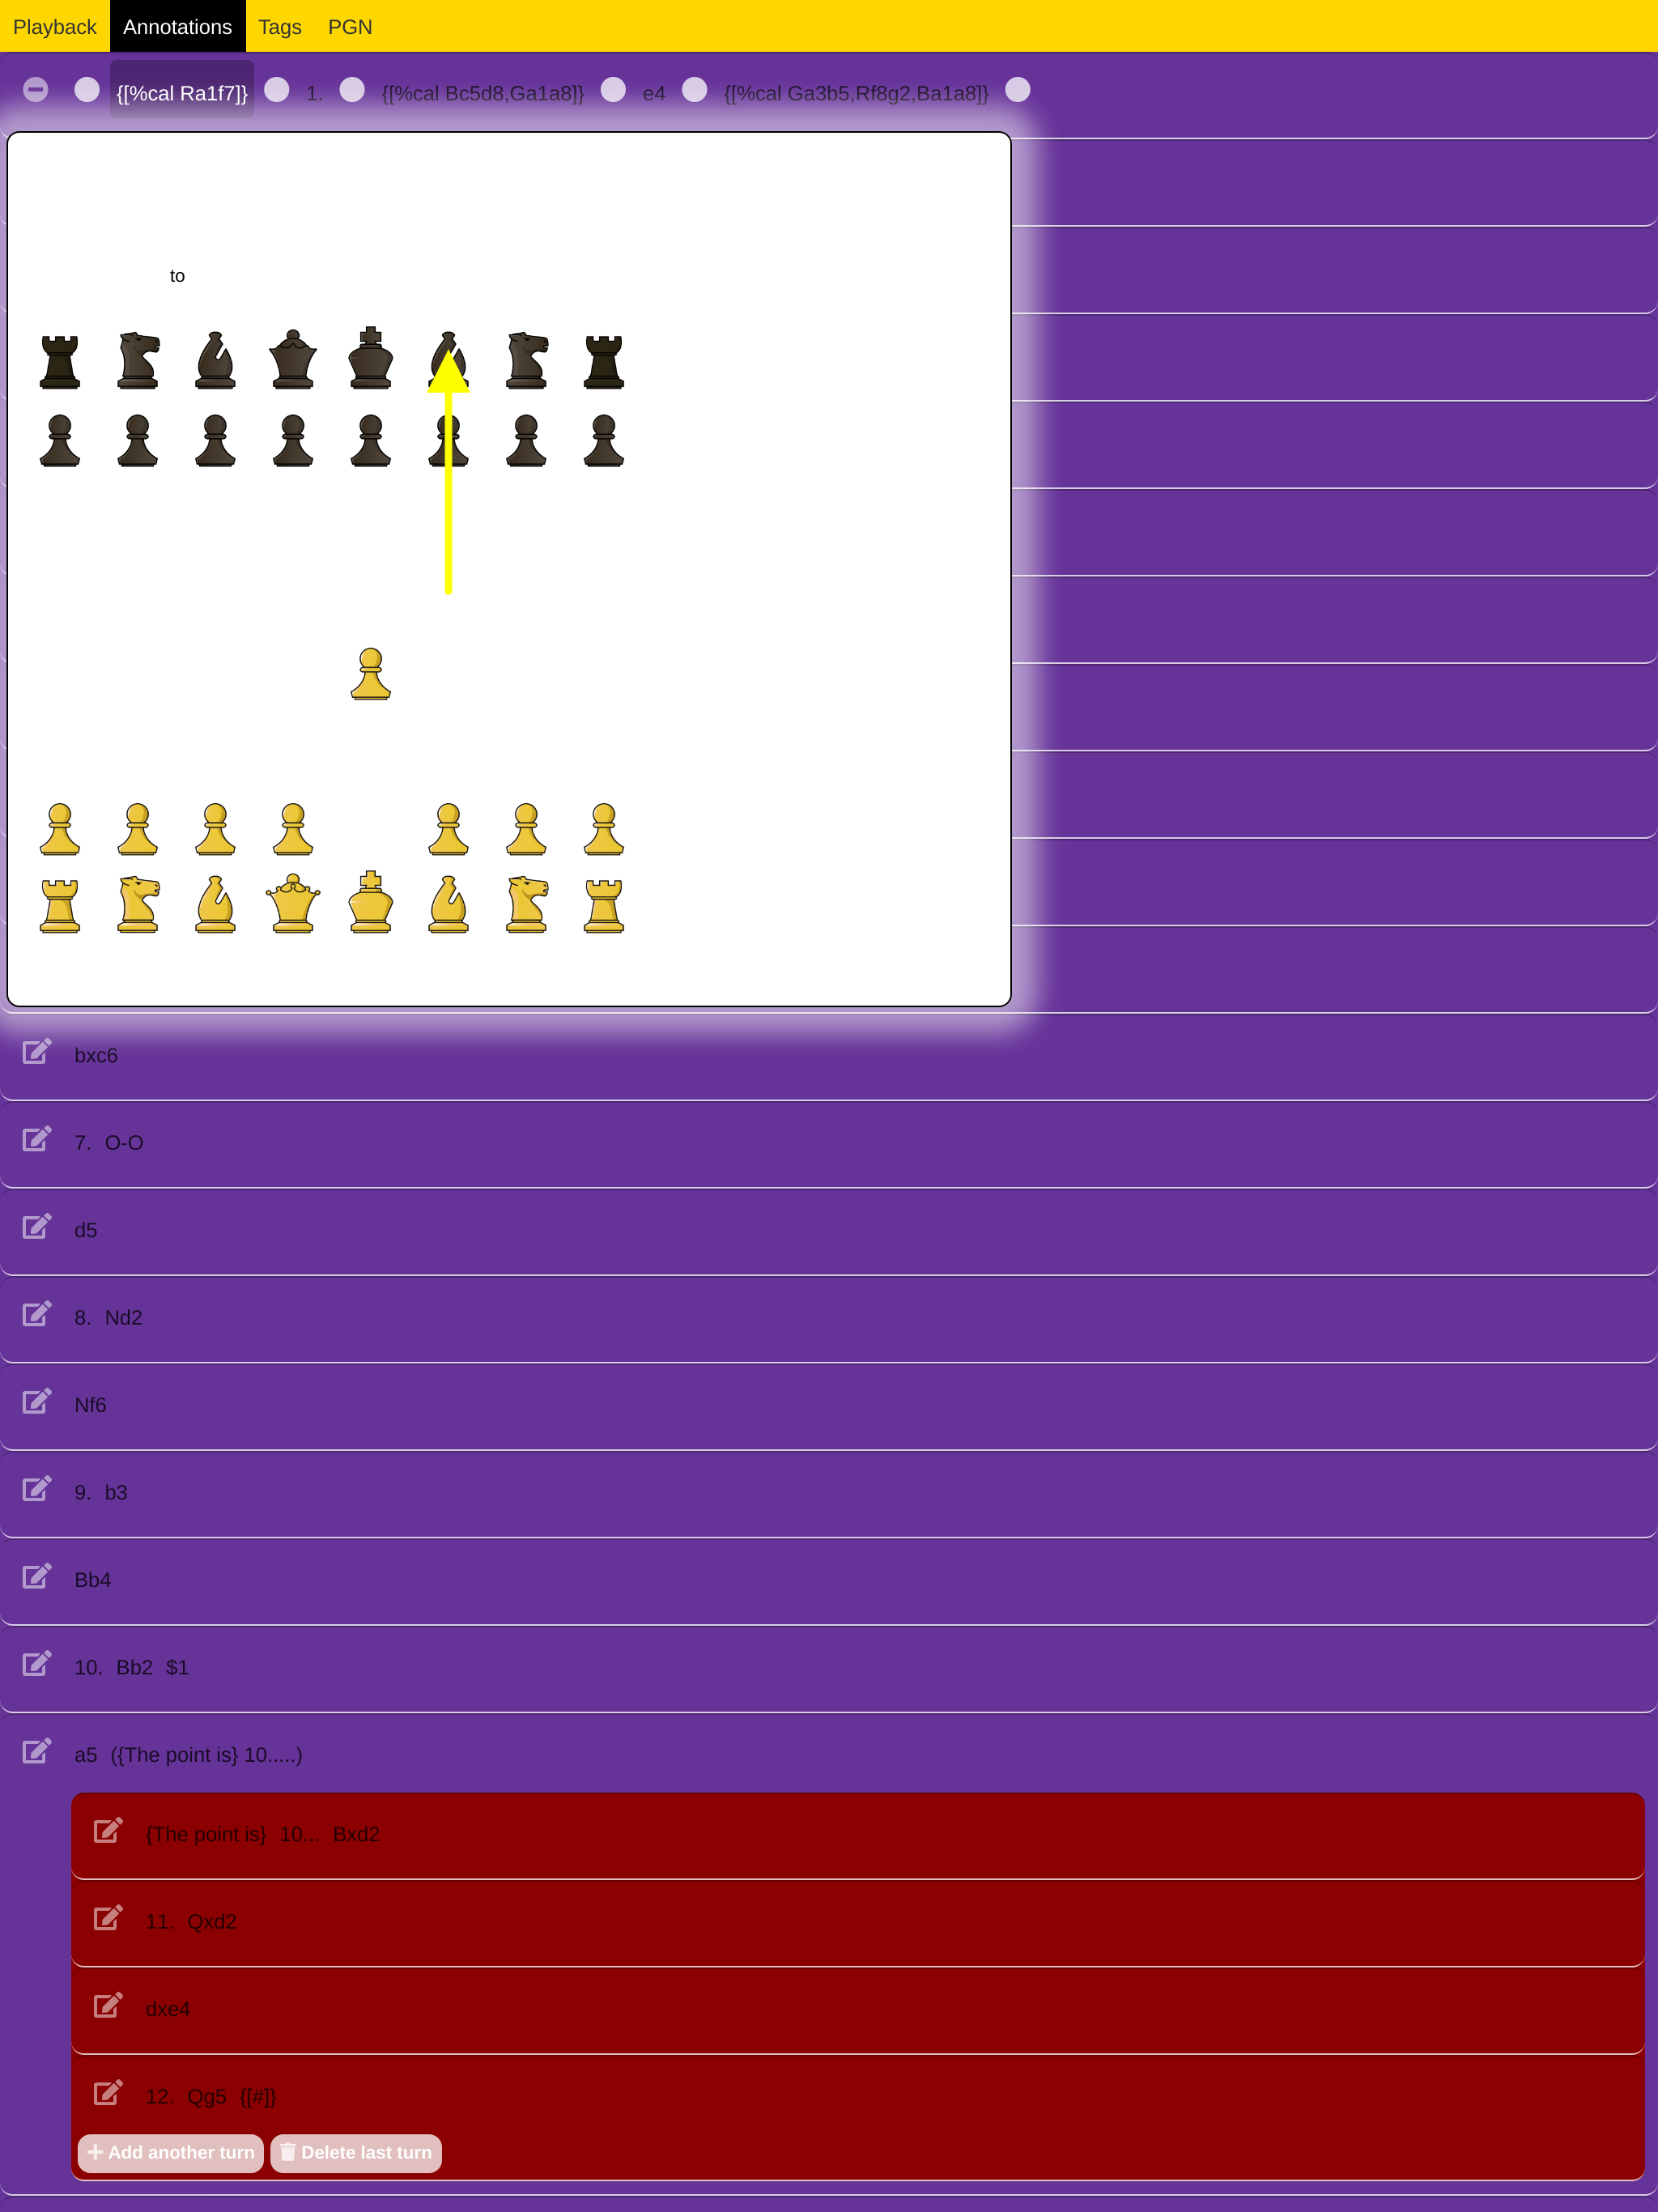 Playback Annotations Tags PGN
{[%cal Ra1f7]} 1. {[%cal Bc5d8,Ga1a8]} e4 {[%cal Ga3b5,Rf8g2,Ba1a8]}
to
bxc6
7. O-O
d5
8. Nd2
Nf6
9. b3
Bb4
10. Bb2 $1
a5 ({The point is} 10.....)
{The point is} 10... Bxd2
11. Qxd2
dxe4
12. Qg5 {[#]}
Add another turn Delete last turn